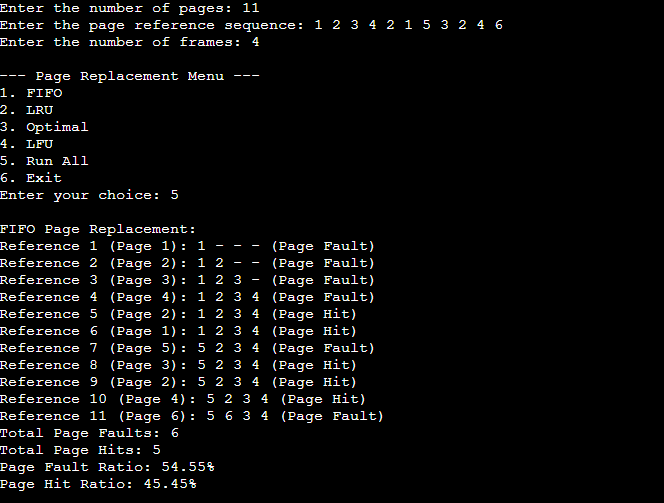 Enter the number of pages: 11
Enter the page reference sequence: 1 2 3 4 2 1 5 3 2 4 6
Enter the number of frames: 4
--- Page Replacement Menu ---
1. FIFO
2. LRU
3. Optimal
4. LFU
5. Run All
6. Exit
Enter your choice: 5
FIFO Page Replacement:
Reference 1 (Page 1): 1 - - - (Page Fault)
Reference 2 (Page 2): 1 2 - - (Page Fault)
Reference 3 (Page 3): 1 2 3 - (Page Fault)
Reference 4 (Page 4): 1 2 3 4 (Page Fault)
Reference 5 (Page 2): 1 2 3 4 (Page Hit)
Reference 6 (Page 1): 1 2 3 4 (Page Hit)
Reference 7 (Page 5): 5 2 3 4 (Page Fault)
Reference 8 (Page 3): 5 2 3 4 (Page Hit)
Reference 9 (Page 2): 5 2 3 4 (Page Hit)
Reference 10 (Page 4): 5 2 3 4 (Page Hit)
Reference 11 (Page 6): 5 6 3 4 (Page Fault)
Total Page Faults: 6
Total Page Hits: 5
Page Fault Ratio: 54.55%
Page Hit Ratio: 45.45%